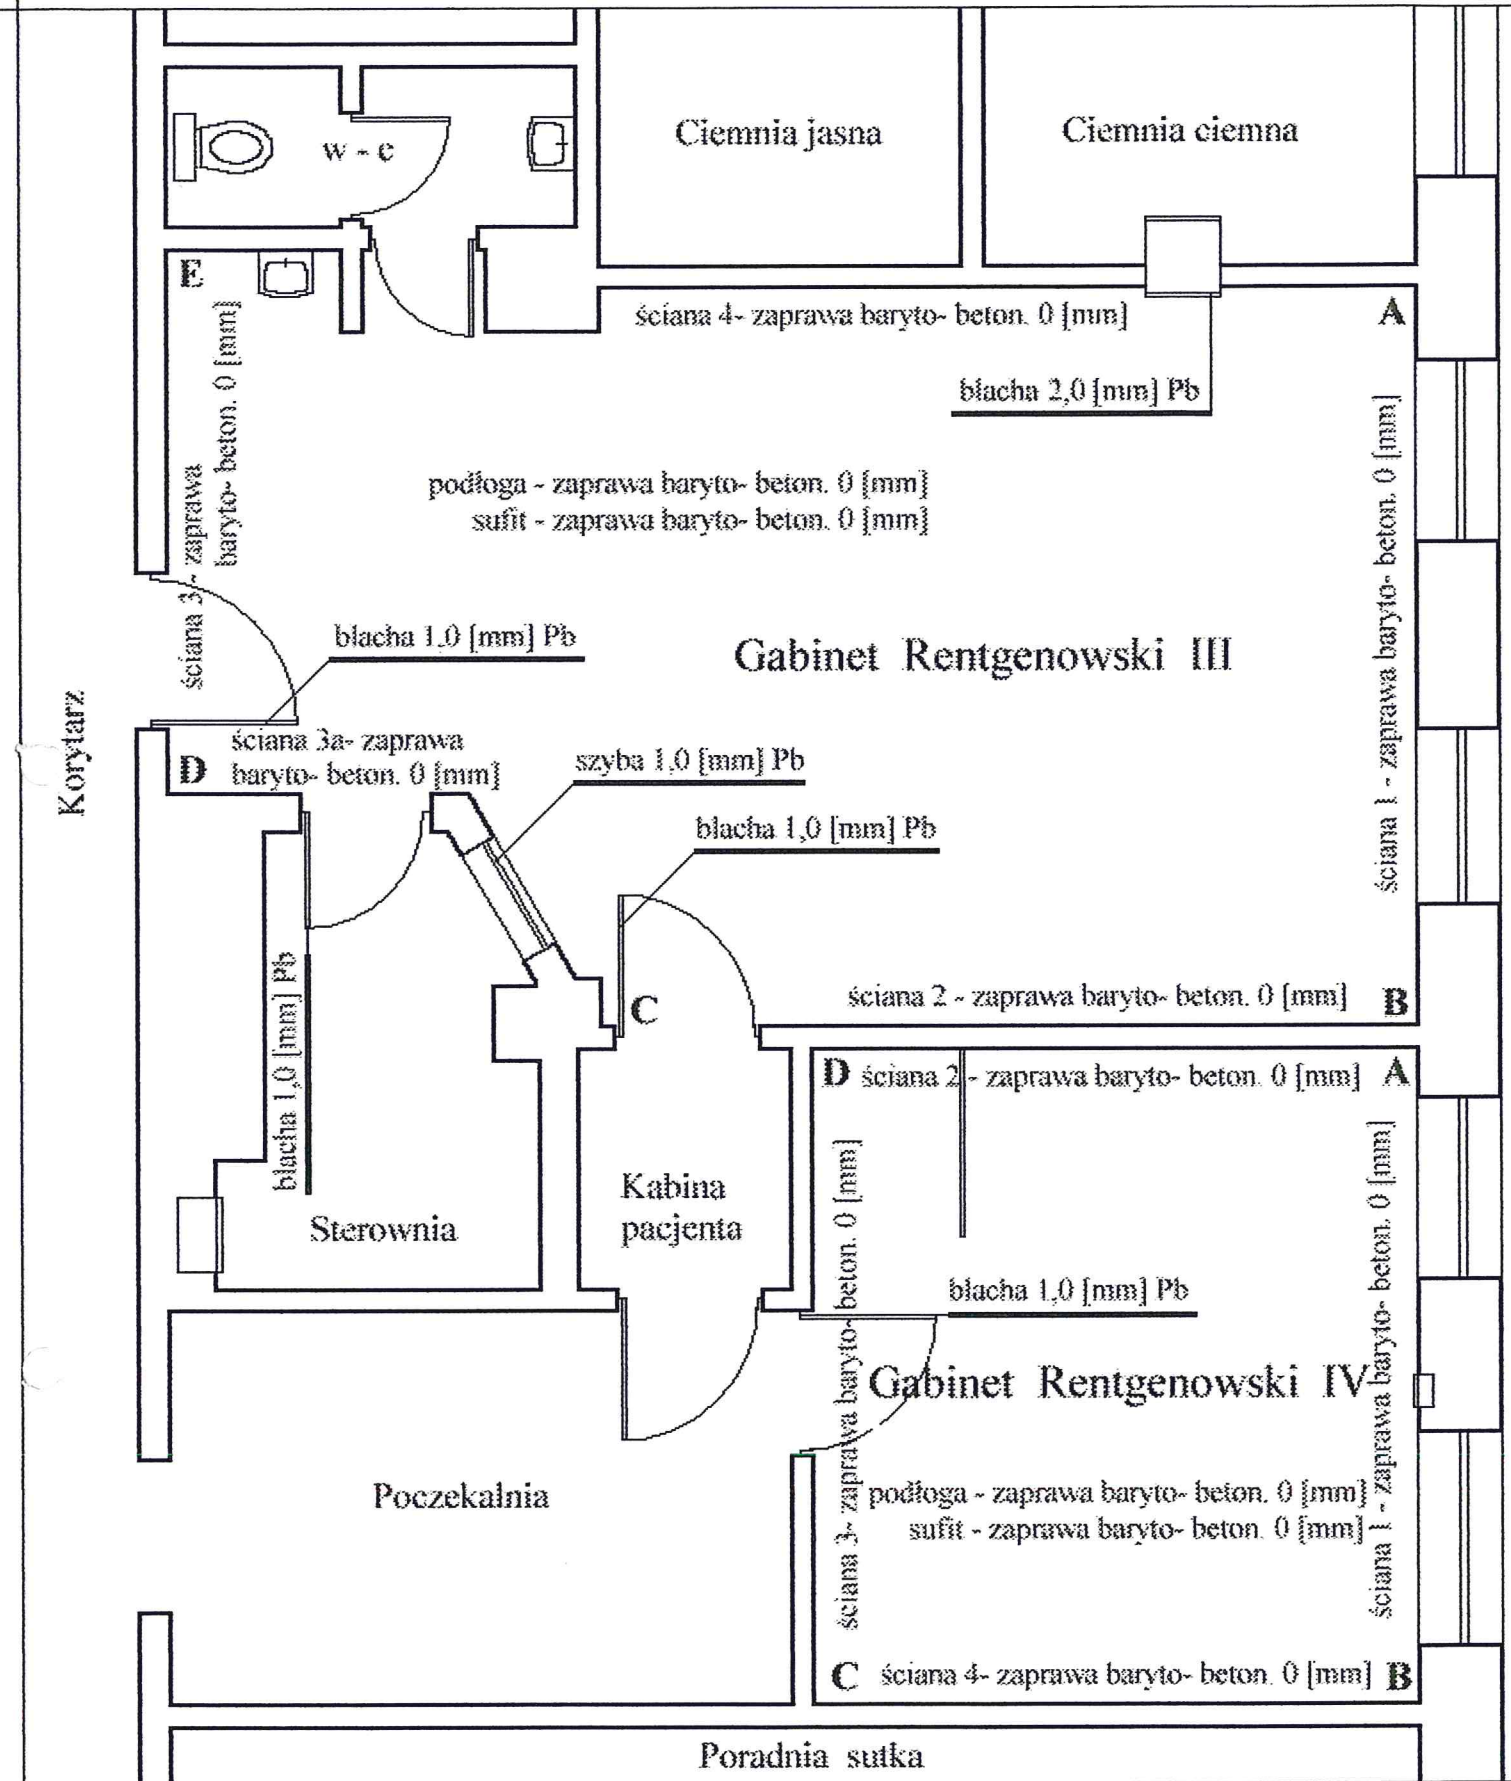 Ciemnia jasna
Ciemnia ciemna
w - c
E
ściana 4- zaprawa baryto- beton. 0 [mm]
A
blacha 2,0 [mm] Pb
ściana 3 - zaprawa
baryto- beton. 0 [mm]
podłoga - zaprawa baryto- beton. 0 [mm]
sufit - zaprawa baryto- beton. 0 [mm]
ściana 1 - zaprawa baryto- beton. 0 [mm]
blacha 1,0 [mm] Pb
Gabinet Rentgenowski III
Korytarz
D
ściana 3a- zaprawa
baryto- beton. 0 [mm]
szyba 1,0 [mm] Pb
blacha 1,0 [mm] Pb
C
ściana 2 - zaprawa baryto- beton. 0 [mm]
B
blacha 1,0 [mm] Pb
D
ściana 2 - zaprawa baryto- beton. 0 [mm]
A
Kabina
pacjenta
Sterownia
ściana 3- zaprawa baryto- beton. 0 [mm]
ściana 1 - zaprawa baryto- beton. 0 [mm]
blacha 1,0 [mm] Pb
Gabinet Rentgenowski IV
Poczekalnia
podłoga - zaprawa baryto- beton. 0 [mm]
sufit - zaprawa baryto- beton. 0 [mm]
C
ściana 4- zaprawa baryto- beton. 0 [mm]
B
Poradnia sutka